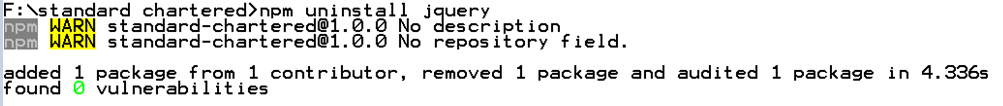 F:\standard chartered>npm uninstall jquery
npm WARN standard-chartered@1.0.0 No description
npm WARN standard-chartered@1.0.0 No repository field.
added 1 package from 1 contributor, removed 1 package and audited 1 package in 4.336s
found 0 vulnerabilities